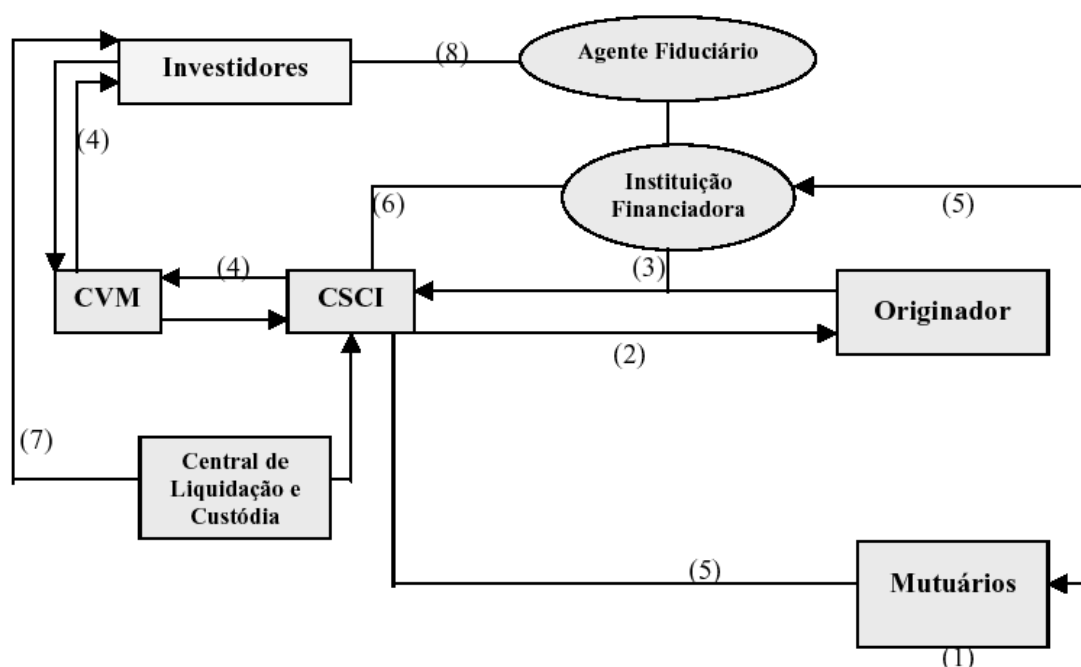 Investidores
(8)
Agente Fiduciário
(4)
Instituição
Financiadora
(6)
(5)
(4)
(3)
CVM
CSCI
Originador
(2)
(7)
Central de
Liquidação e
Custódia
(5)
Mutuários
(1)